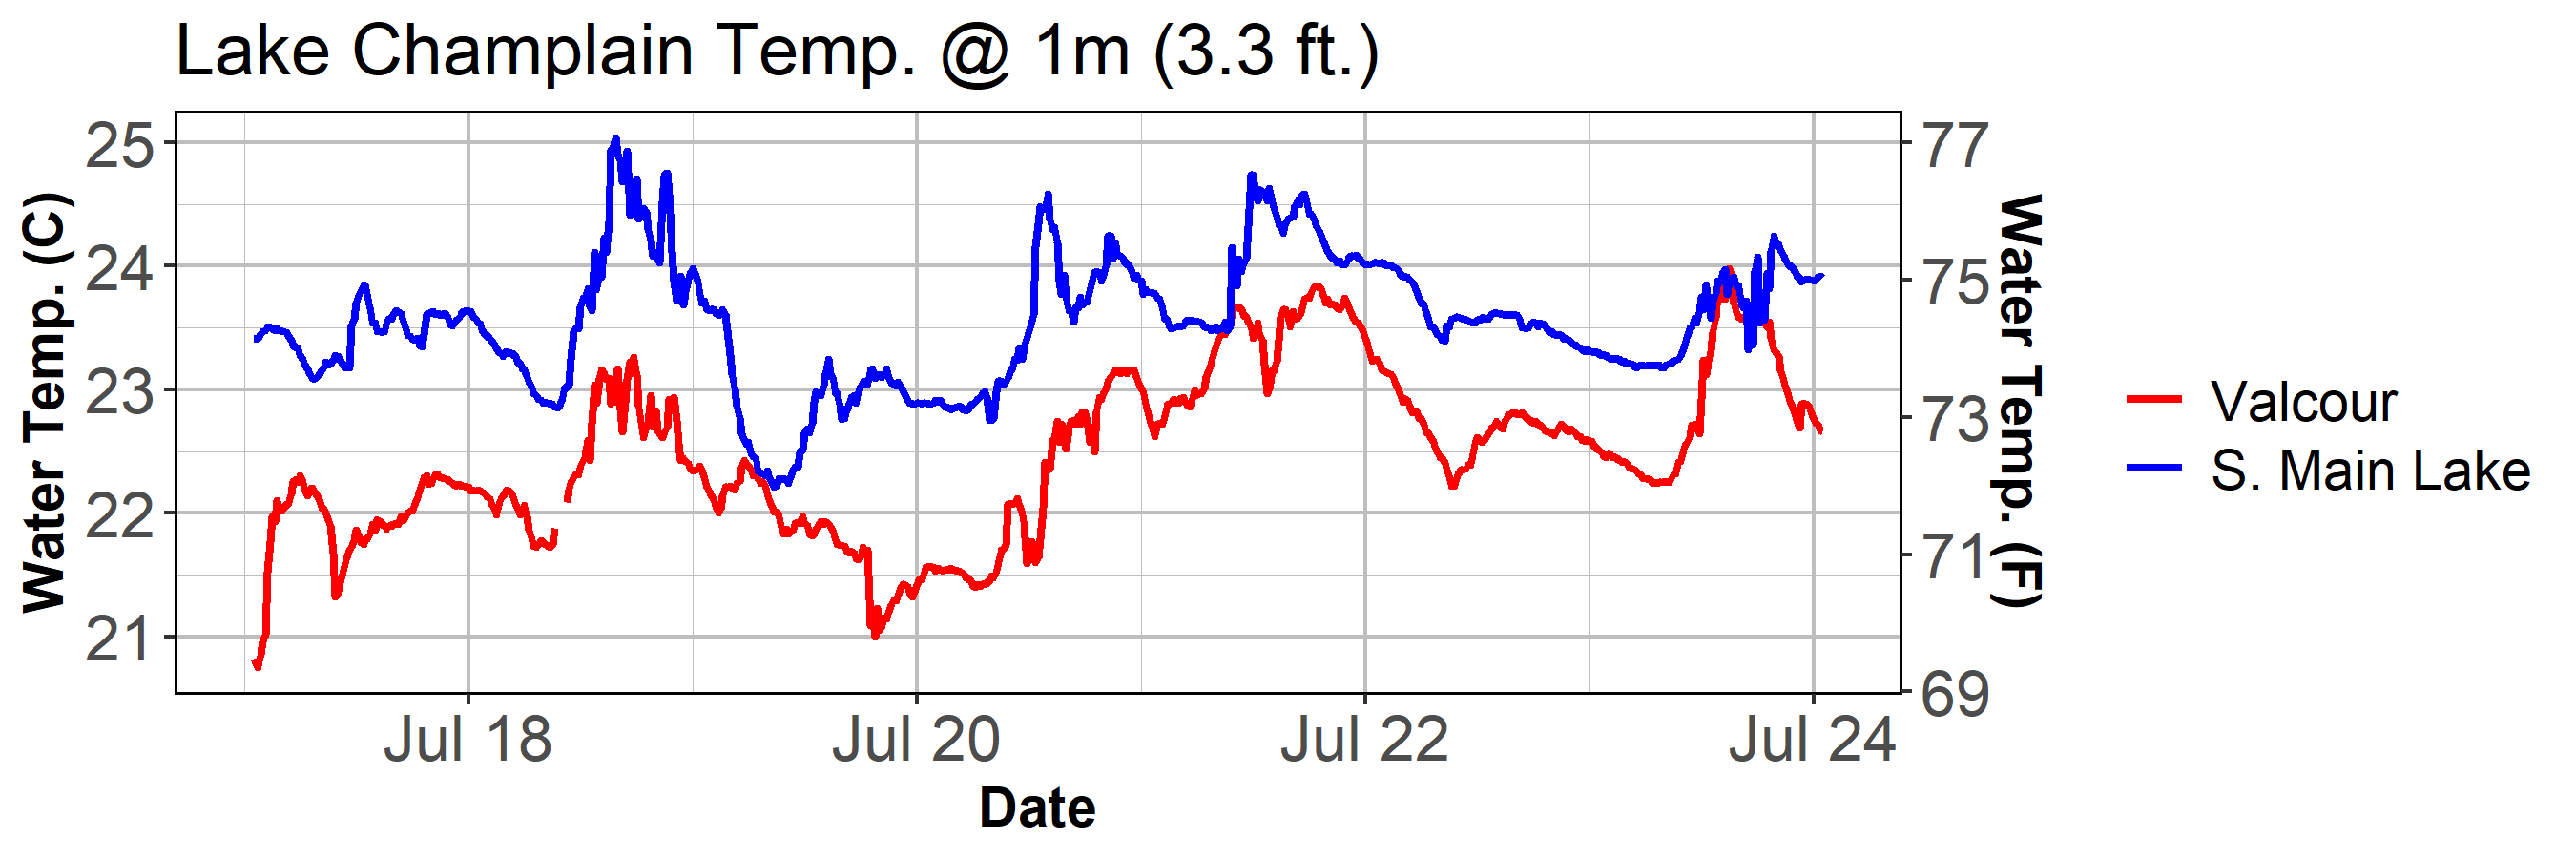 Lake Champlain Temp. @ 1m (3.3 ft.)
Water Temp. (C)
25
24
23
22
21
77
75
73
71
69
Water Temp. (F)
Jul 18
Jul 20
Jul 22
Jul 24
Date
Valcour
S. Main Lake